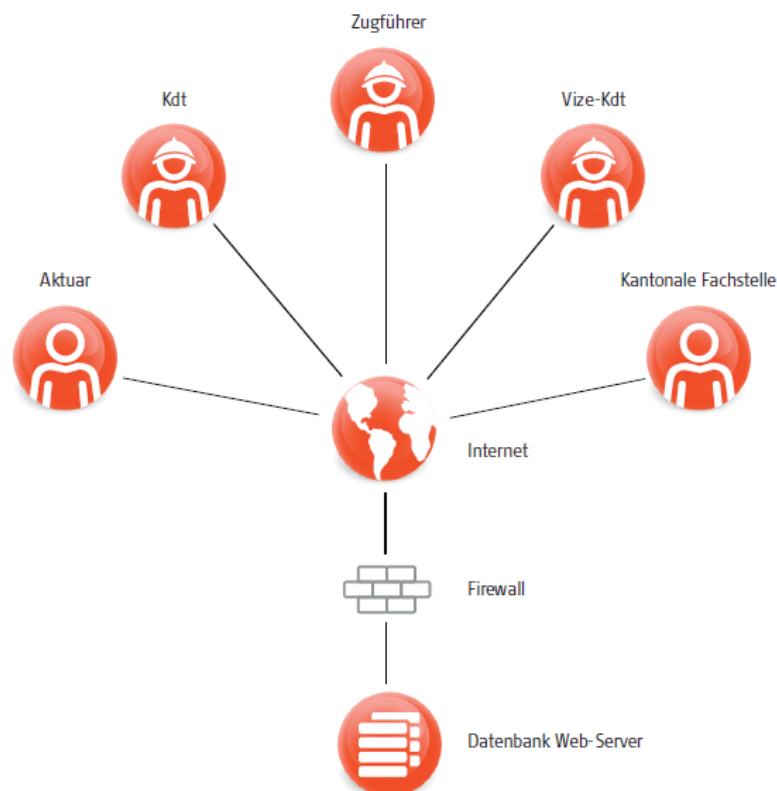 Zugführer
Kdt
Vize-Kdt
Aktuar
Kantonale Fachstelle
Internet
Firewall
Datenbank Web-Server